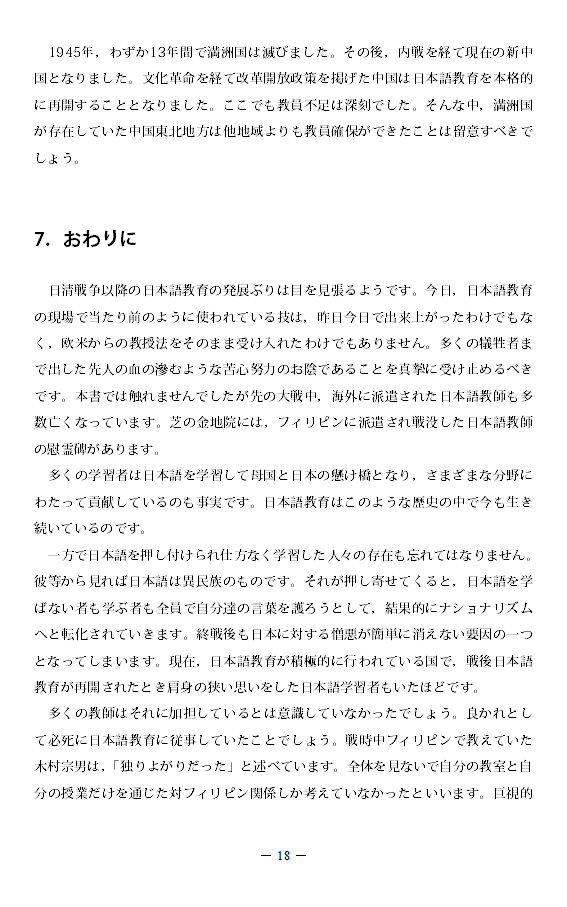 1945年，わずか13年間で満洲国は滅びました。その後，内戦を経て現在の新中
国となりました。文化革命を経て改革開放政策を掲げた中国は日本語教育を本格的
に再開することとなりました。ここでも教員不足は深刻でした。そんな中，満洲国
が存在していた中国東北地方は他地域よりも教員確保ができたことは留意すべきで
しょう。
7．おわりに
日清戦争以降の日本語教育の発展ぶりは目を見張るようです。今日，日本語教育
の現場で当たり前のように使われている技は，昨日今日で出来上がったわけでもな
く，欧米からの教授法をそのまま受け入れたわけでもありません。多くの犠牲者ま
で出した先人の血の滲むような苦心努力のお陰であることを真摯に受け止めるべき
です。本書では触れませんでしたが先の大戦中，海外に派遣された日本語教師も多
数亡くなっています。芝の金地院には，フィリピンに派遣され戦没した日本語教師
の慰霊碑があります。
多くの学習者は日本語を学習して母国と日本の懸け橋となり，さまざまな分野に
わたって貢献しているのも事実です。日本語教育はこのような歴史の中で今も生き
続いているのです。
一方で日本語を押し付けられ仕方なく学習した人々の存在も忘れてはなりません。
彼等から見れば日本語は異民族のものです。それが押し寄せてくると，日本語を学
ばない者も学ぶ者も全員で自分達の言葉を護ろうとして，結果的にナショナリズム
へと転化されていきます。終戦後も日本に対する憎悪が簡単に消えない要因の一つ
となってしまいます。現在，日本語教育が積極的に行われている国で，戦後日本語
教育が再開されたとき肩身の狭い思いをした日本語学習者もいたほどです。
多くの教師はそれに加担しているとは意識していなかったでしょう。良かれとし
て必死に日本語教育に従事していたことでしょう。戦時中フィリピンで教えていた
木村宗男は，「独りよがりだった」と述べています。全体を見ないで自分の教室と自
分の授業だけを通じた対フィリピン関係しか考えていなかったといいます。巨視的
― 18 ―